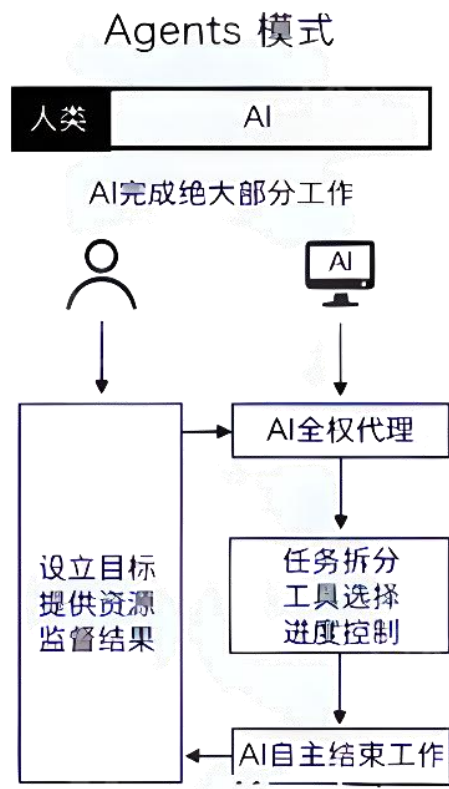 Agents 模式
人类
AI
AI完成绝大部分工作
AI
AI全权代理
设立目标
提供资源
监督结果
任务拆分
工具选择
进度控制
AI自主结束工作